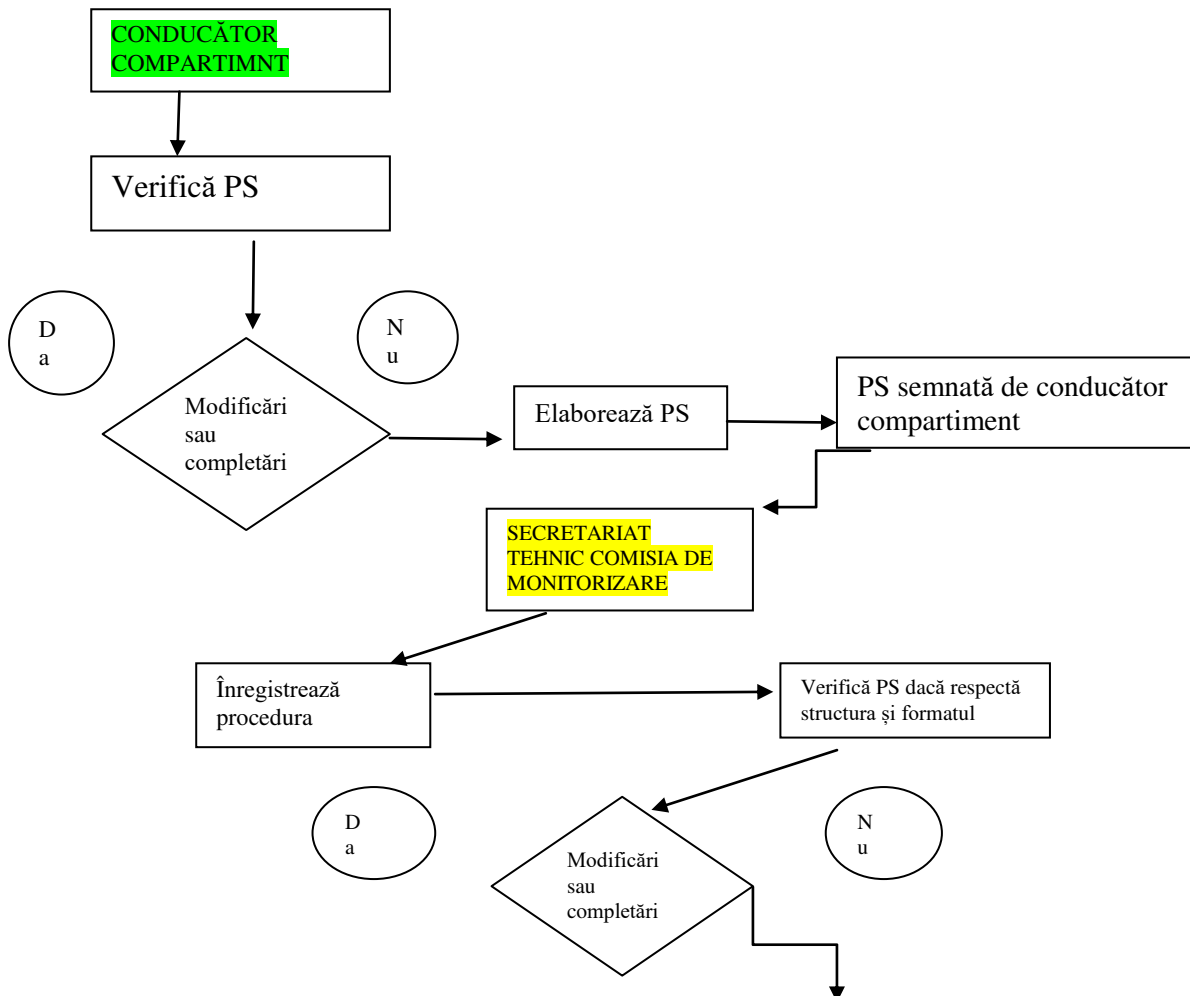 CONDUCĂTOR
COMPARTIMNT
Verifică PS
D
a
N
u
Modificări
sau
completări
Elaborează PS
PS semnată de conducător
compartiment
SECRETARIAT
TEHNIC COMISIA DE
MONITORIZARE
Înregistrează
procedura
Verifică PS dacă respectă
structura și formatul
D
a
N
u
Modificări
sau
completări